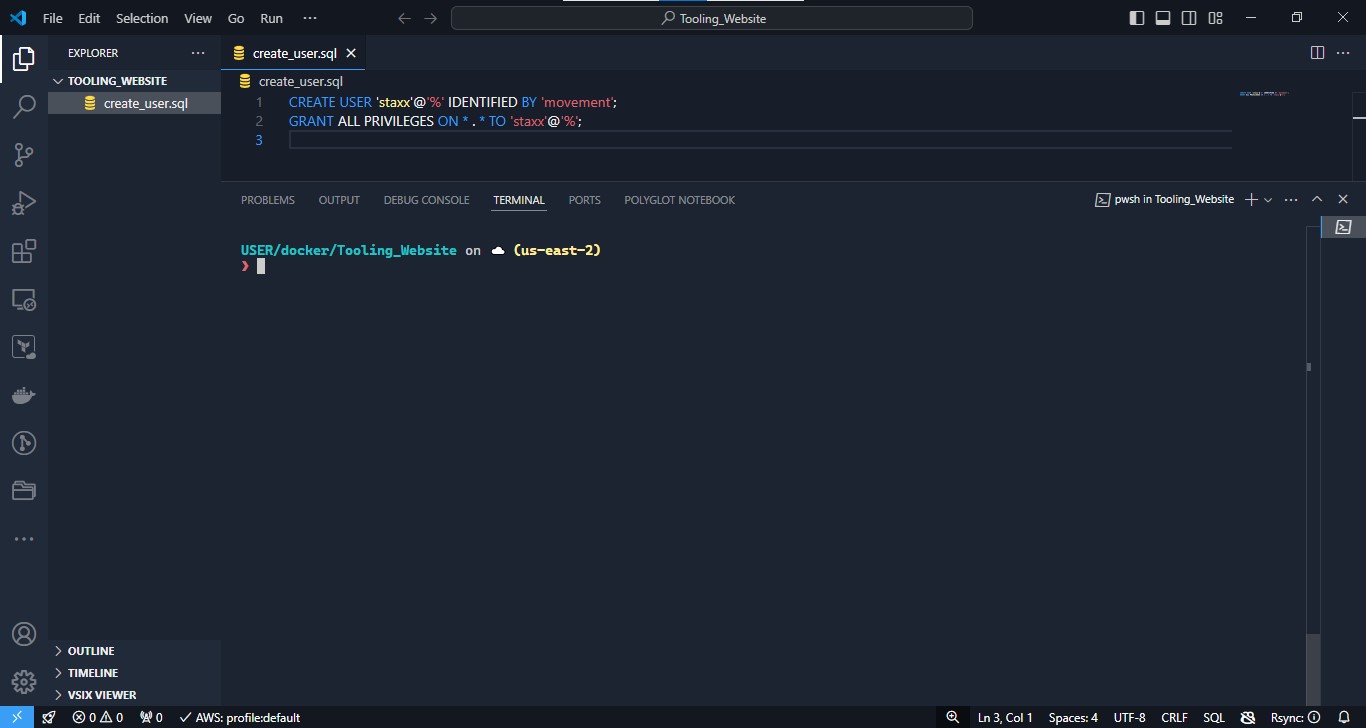 File Edit Selection View Go Run ···
Tooling_Website
EXPLORER ···
TOOLING_WEBSITE
create_user.sql
create_user.sql
create_user.sql
1 CREATE USER 'staxx'@'%' IDENTIFIED BY 'movement';
2 GRANT ALL PRIVILEGES ON * . * TO 'staxx'@'%';
3
PROBLEMS OUTPUT DEBUG CONSOLE TERMINAL PORTS POLYGLOT NOTEBOOK
pwsh in Tooling_Website
USER/docker/Tooling_Website on (us-east-2)
❯
OUTLINE
TIMELINE
VSIX VIEWER
0 0 0 AWS: profile:default
Ln 3, Col 1 Spaces: 4 UTF-8 CRLF SQL Rsync: